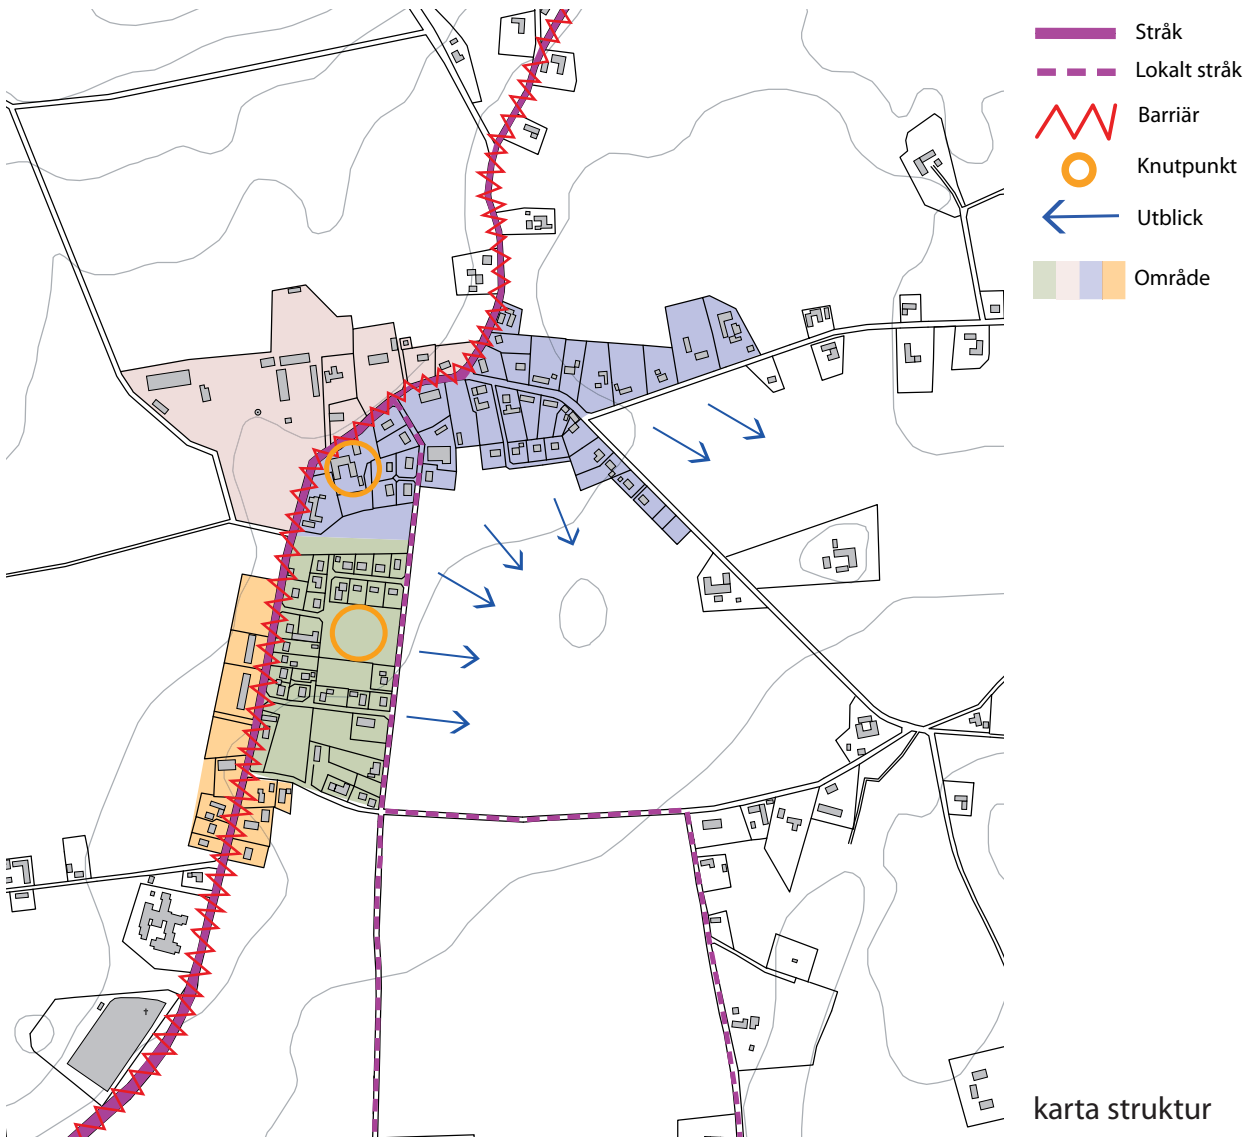 Stråk
Lokalt stråk
Barriär
Knutpunkt
Utblick
Område
karta struktur